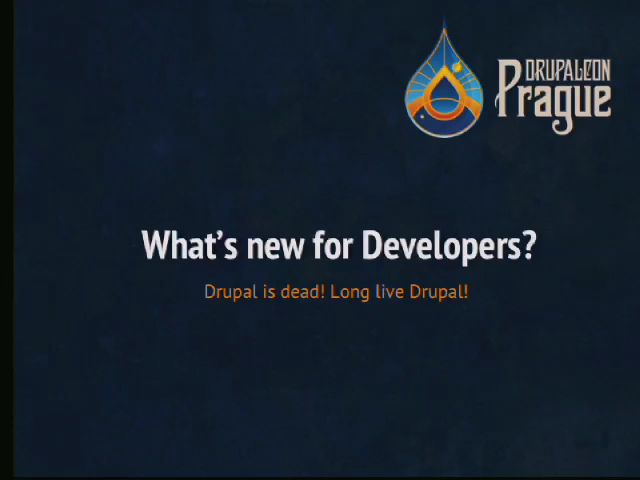 DRUPALCON
Prague
What's new for Developers?
Drupal is dead! Long live Drupal!